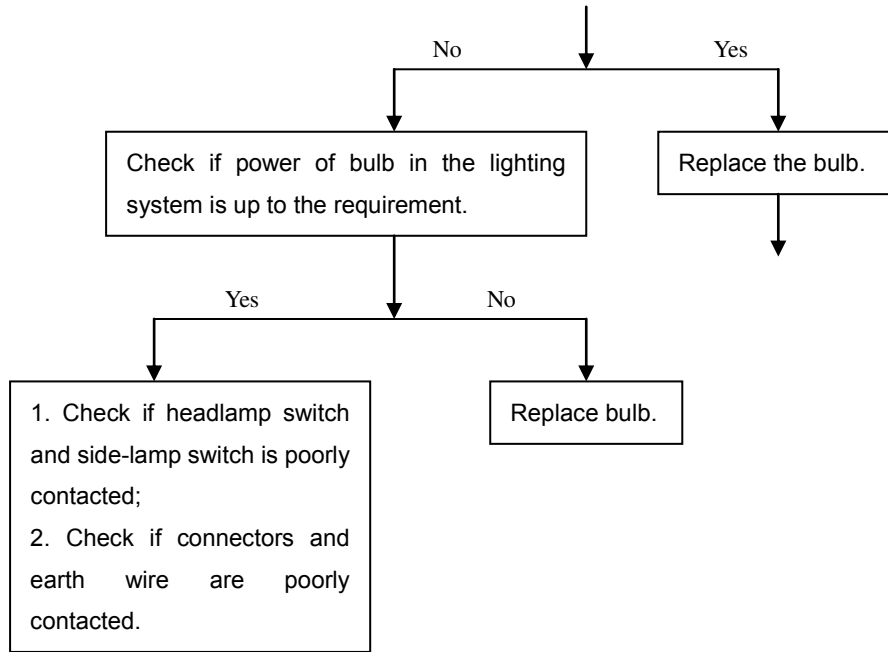 No
Yes
Check if power of bulb in the lighting
system is up to the requirement.
Replace the bulb.
Yes
No
1. Check if headlamp switch
and side-lamp switch is poorly
contacted;
2. Check if connectors and
earth wire are poorly
contacted.
Replace bulb.